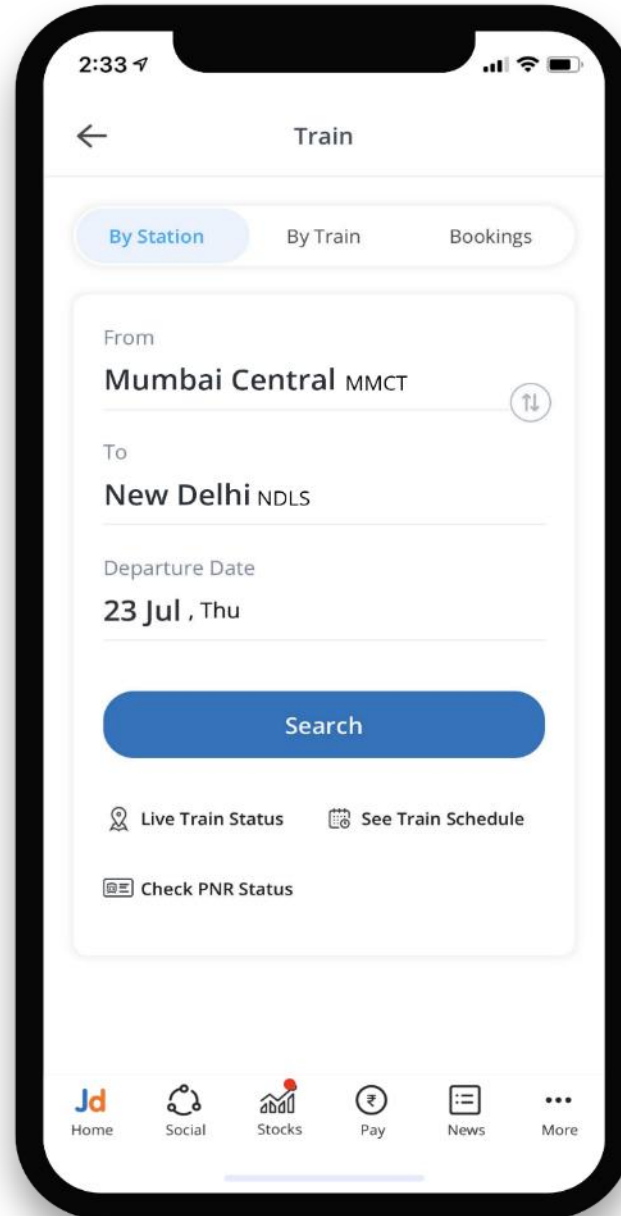 2:33
Train
By Station By Train Bookings
From
Mumbai Central MMCT
To
New Delhi NDLS
Departure Date
23 Jul , Thu
Search
Live Train Status See Train Schedule
Check PNR Status
Jd
Home Social Stocks Pay News More